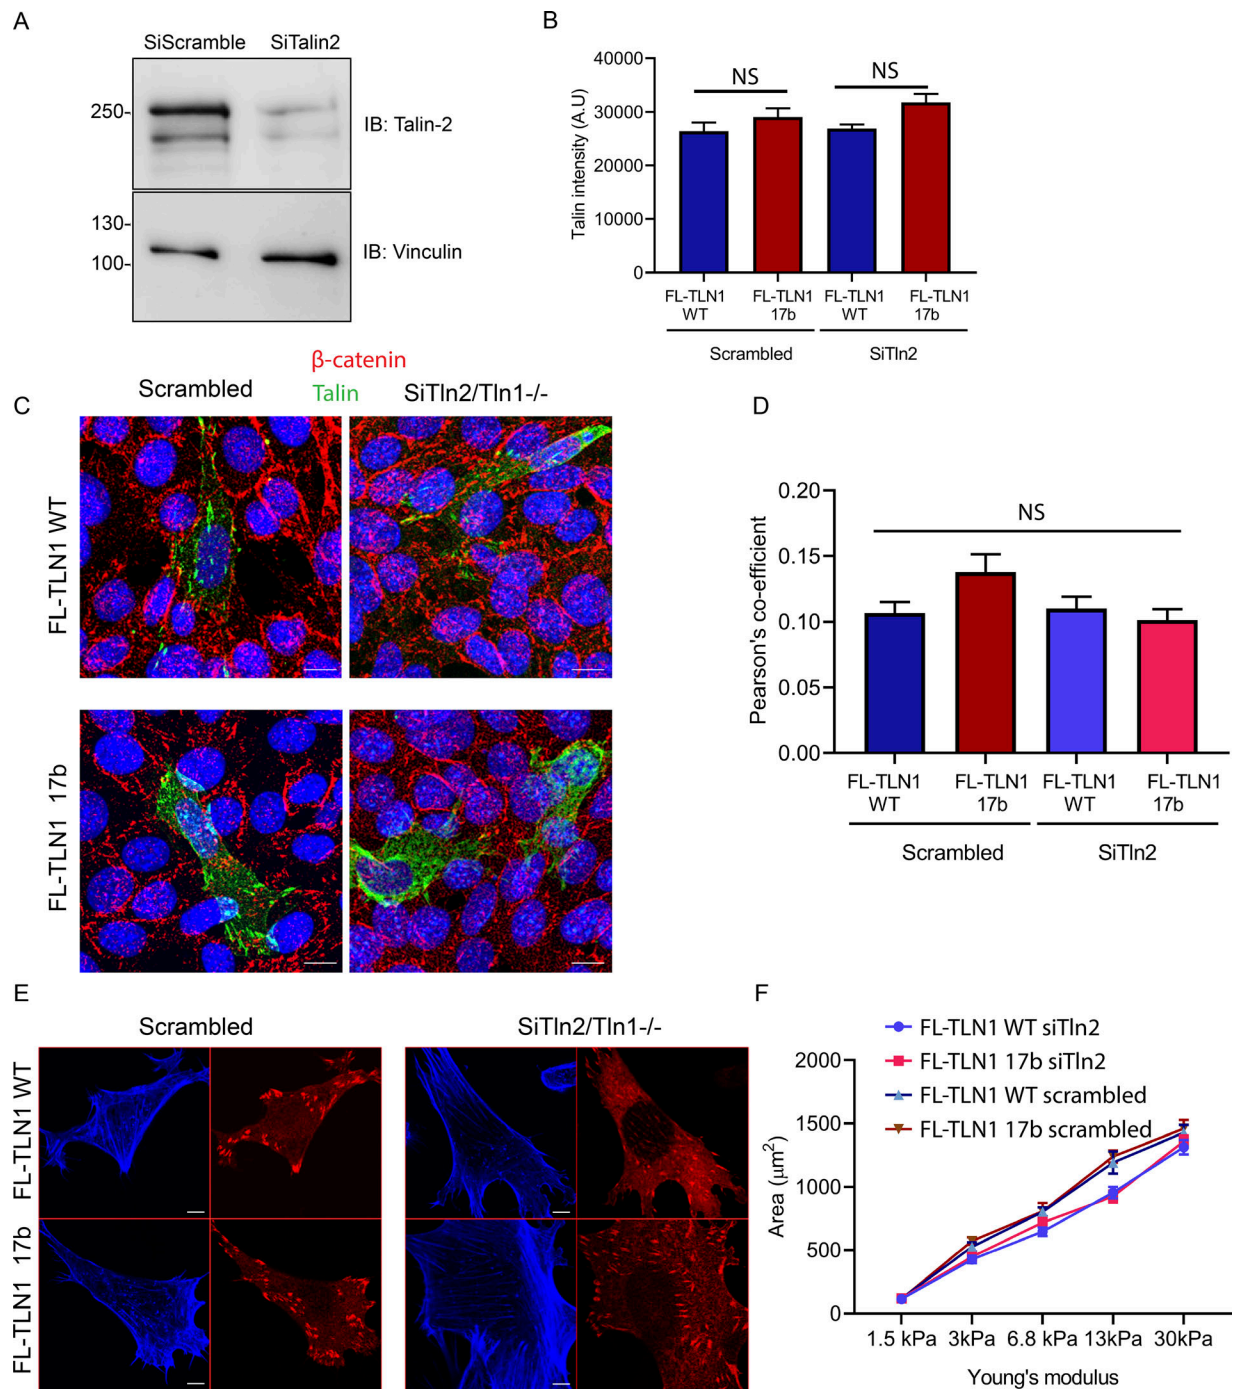 A
SiScramble SiTalin2
250-
IB: Talin-2
130-
100-
IB: Vinculin
B
Talin intensity (A.U)
40000
30000
20000
10000
0
NS
NS
FL-TLN1 WT
FL-TLN1 17b
FL-TLN1 WT
FL-TLN1 17b
Scrambled
SiTln2
C
β-catenin
Talin
Scrambled
SiTln2/Tln1-/-
FL-TLN1 WT
FL-TLN1 17b
D
Pearson's co-efficient
0.20
0.15
0.10
0.05
0.00
NS
FL-TLN1 WT
FL-TLN1 17b
FL-TLN1 WT
FL-TLN1 17b
Scrambled
SiTln2
E
Scrambled
SiTln2/Tln1-/-
FL-TLN1 WT
FL-TLN1 17b
F
FL-TLN1 WT siTln2
FL-TLN1 17b siTln2
FL-TLN1 WT scrambled
FL-TLN1 17b scrambled
Area (μm²)
2000
1500
1000
500
0
1.5 kPa 3kPa 6.8 kPa 13kPa 30kPa
Young's modulus